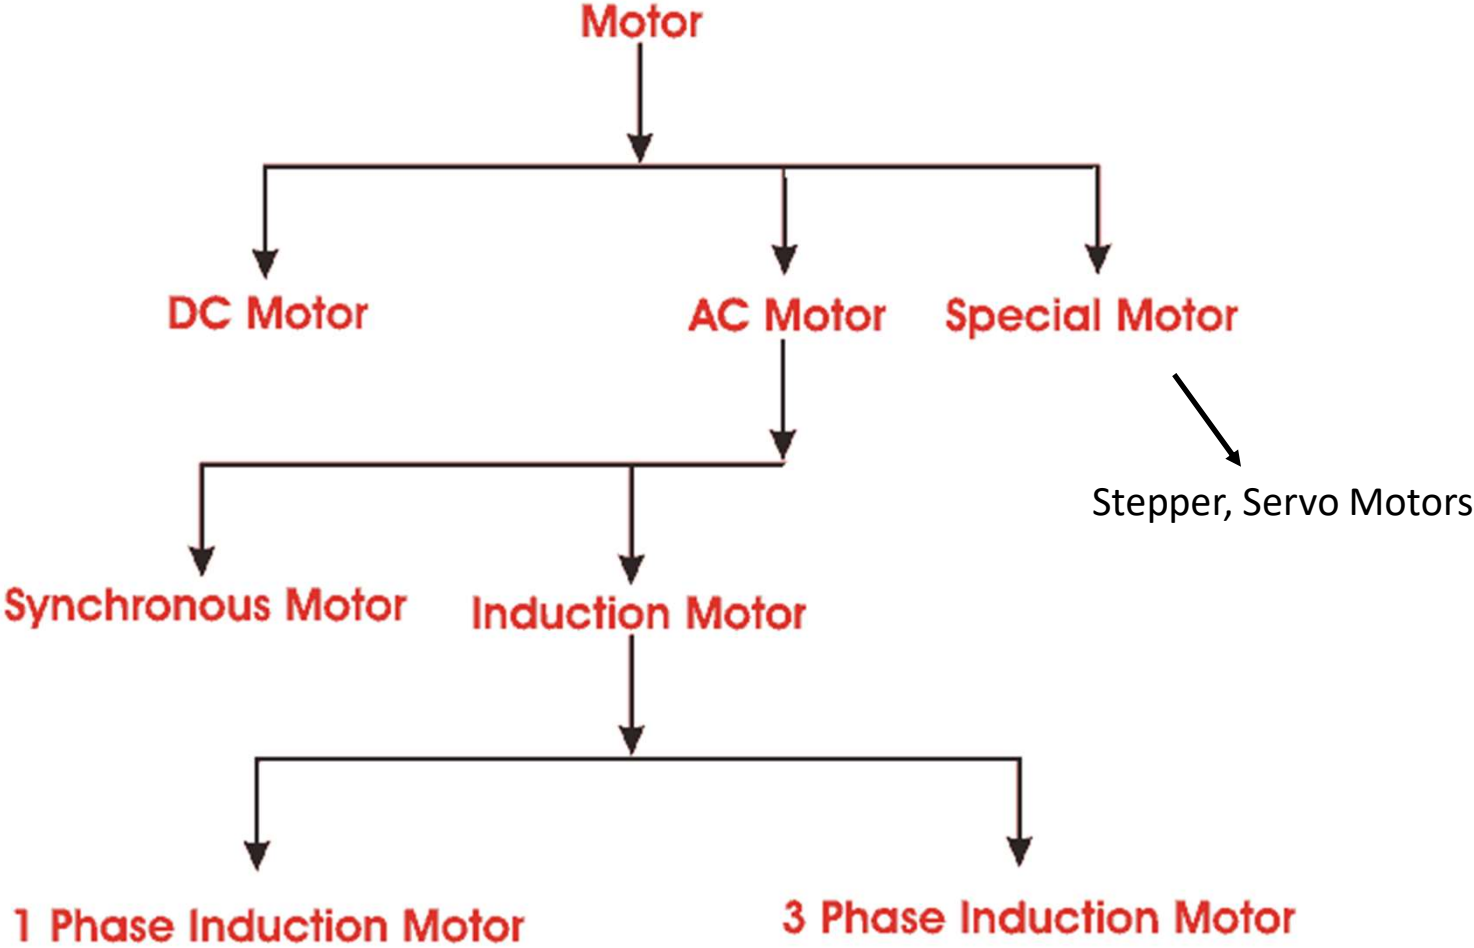 Motor
DC Motor
AC Motor
Special Motor
Stepper, Servo Motors
Synchronous Motor
Induction Motor
1 Phase Induction Motor
3 Phase Induction Motor